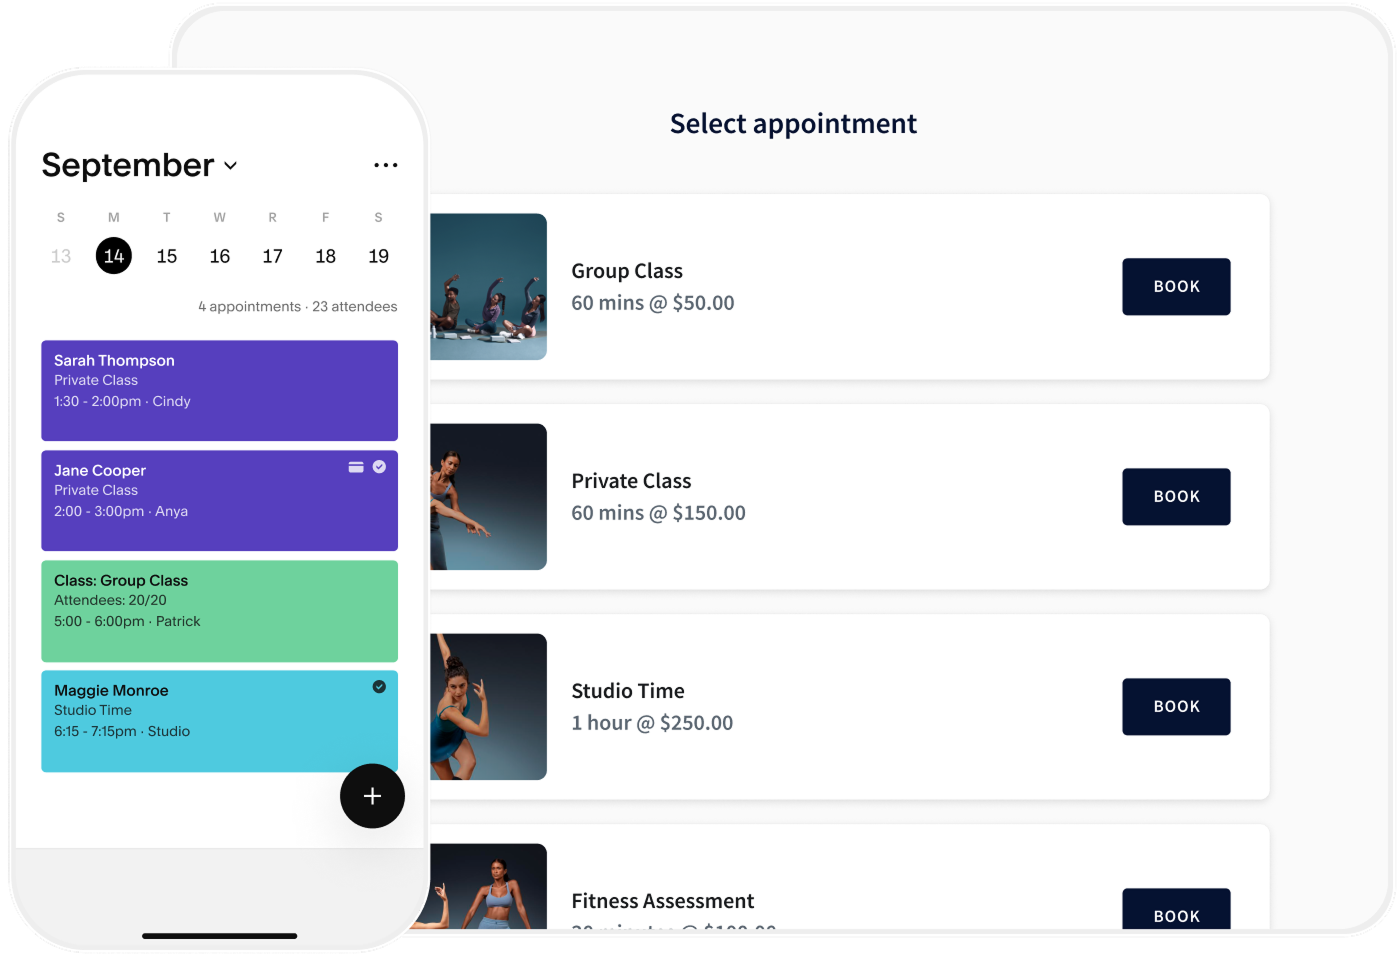 September
S M T W R F S
13 14 15 16 17 18 19
4 appointments · 23 attendees
Sarah Thompson
Private Class
1:30 - 2:00pm · Cindy
Jane Cooper
Private Class
2:00 - 3:00pm · Anya
Class: Group Class
Attendees: 20/20
5:00 - 6:00pm · Patrick
Maggie Monroe
Studio Time
6:15 - 7:15pm · Studio
Select appointment
Group Class
60 mins @ $50.00
BOOK
Private Class
60 mins @ $150.00
BOOK
Studio Time
1 hour @ $250.00
BOOK
Fitness Assessment
BOOK